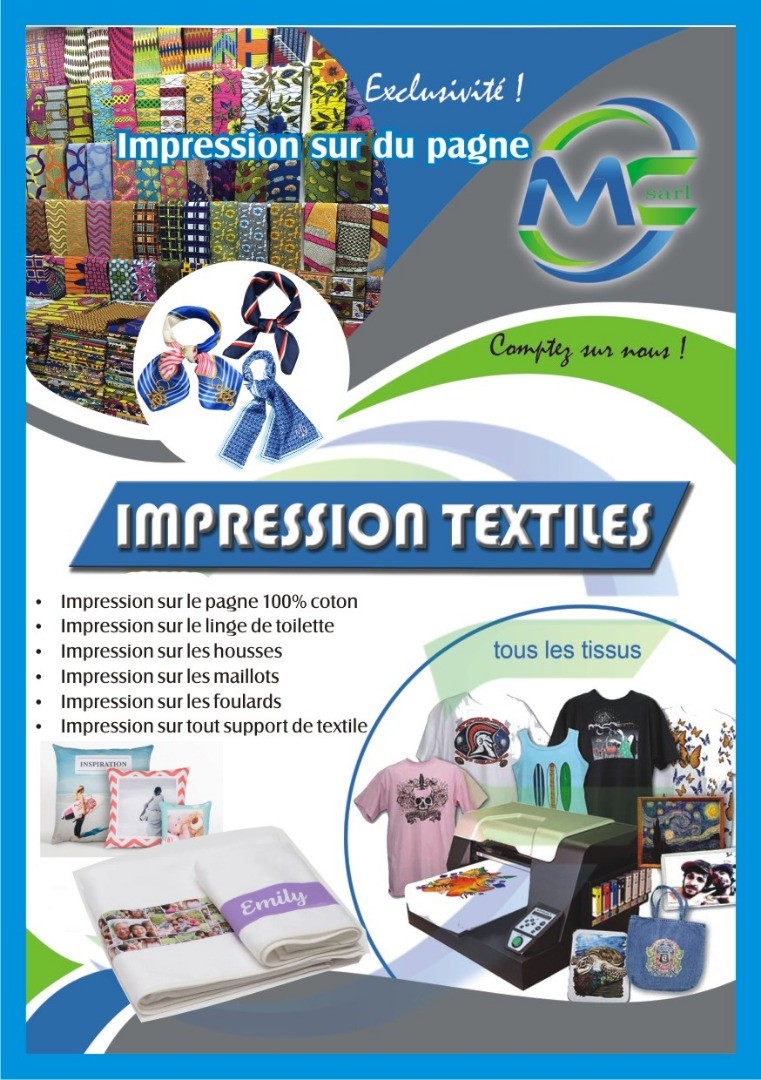 Exclusivité !
Impression sur du pagne
ME
sarl
Comptez sur nous !
IMPRESSION TEXTILES
• Impression sur le pagne 100% coton
• Impression sur le linge de toilette
• Impression sur les housses
• Impression sur les maillots
• Impression sur les foulards
• Impression sur tout support de textile
tous les tissus
INSPIRATION
Emily